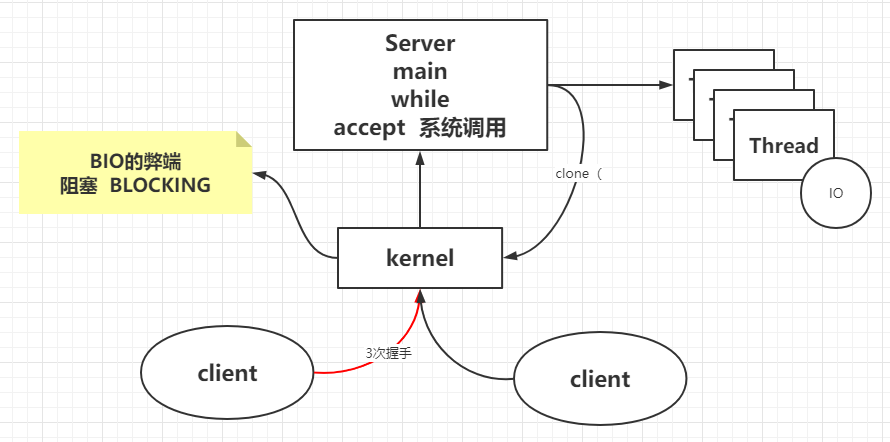 Server
main
while
accept 系统调用
Thread
IO
BIO的弊端
阻塞 BLOCKING
clone（
kernel
3次握手
client
client